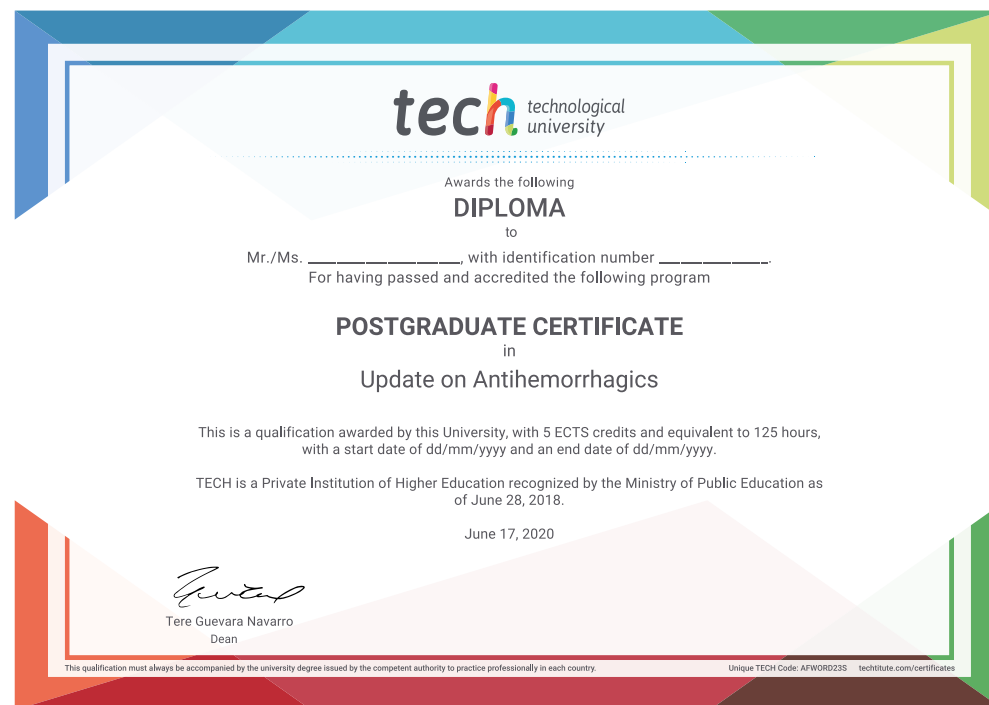 tech technological
university
Awards the following
DIPLOMA
to
Mr./Ms. ____________________, with identification number ______________.
For having passed and accredited the following program
POSTGRADUATE CERTIFICATE
in
Update on Antihemorrhagics
This is a qualification awarded by this University, with 5 ECTS credits and equivalent to 125 hours,
with a start date of dd/mm/yyyy and an end date of dd/mm/yyyy.
TECH is a Private Institution of Higher Education recognized by the Ministry of Public Education as
of June 28, 2018.
June 17, 2020
Tere Guevara Navarro
Dean
This qualification must always be accompanied by the university degree issued by the competent authority to practice professionally in each country.
Unique TECH Code: AFWORD23S techtitute.com/certificates